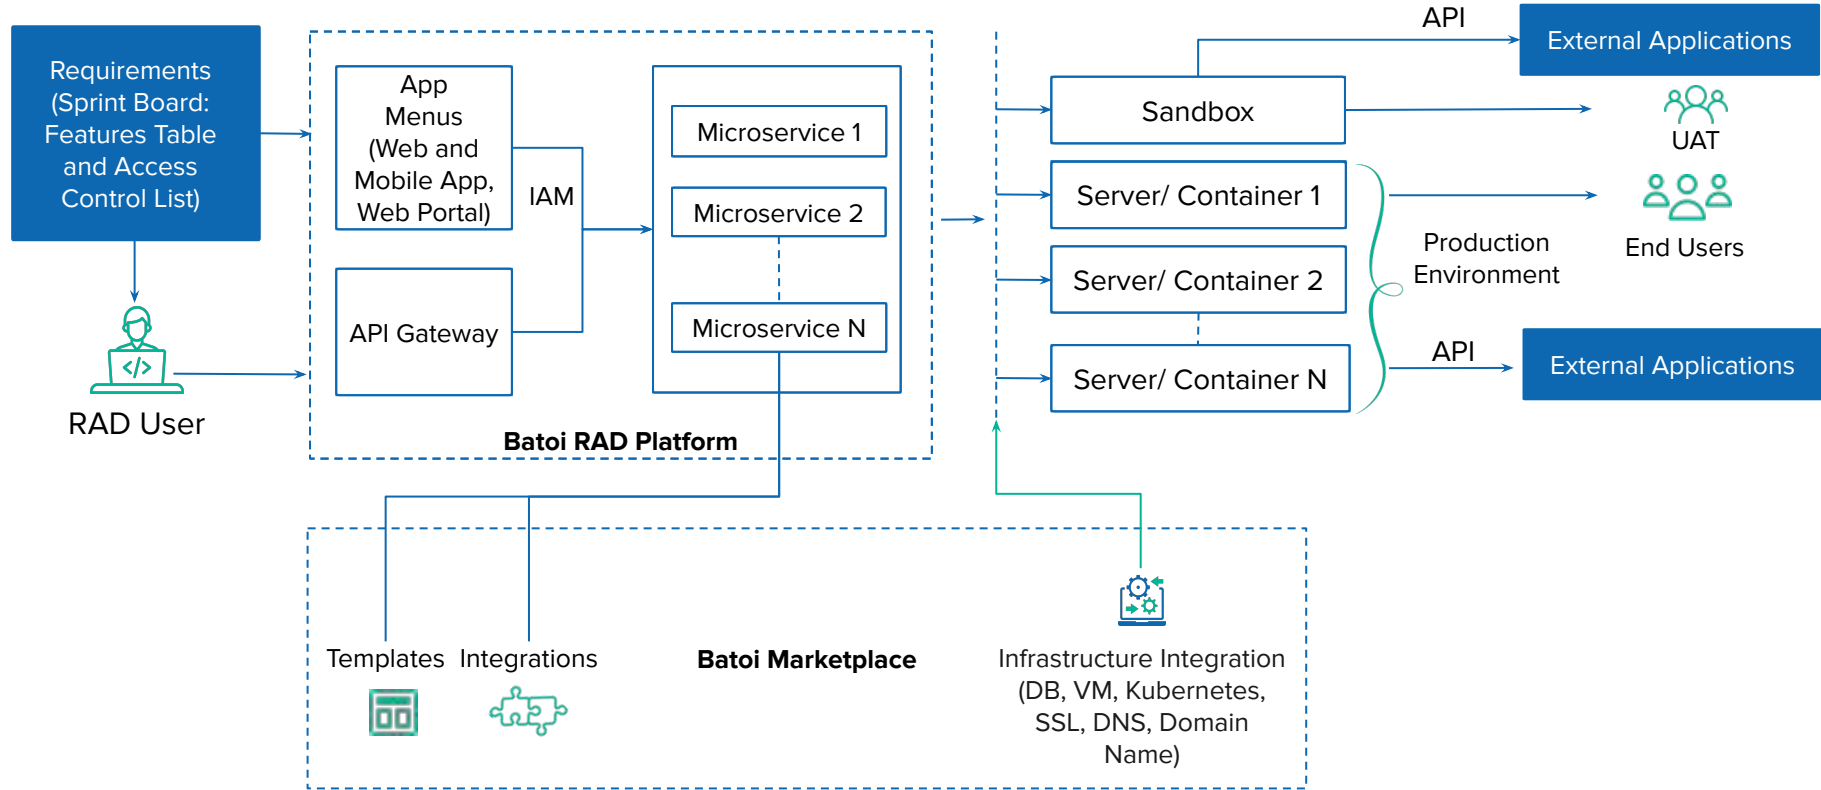 Requirements
(Sprint Board:
Features Table
and Access
Control List)
RAD User
App
Menus
(Web and
Mobile App,
Web Portal)
IAM
API Gateway
Microservice 1
Microservice 2
Microservice N
Batoi RAD Platform
Sandbox
Server/ Container 1
Server/ Container 2
Server/ Container N
API
External Applications
UAT
End Users
Production
Environment
API
External Applications
Templates
Integrations
Batoi Marketplace
Infrastructure Integration
(DB, VM, Kubernetes,
SSL, DNS, Domain
Name)